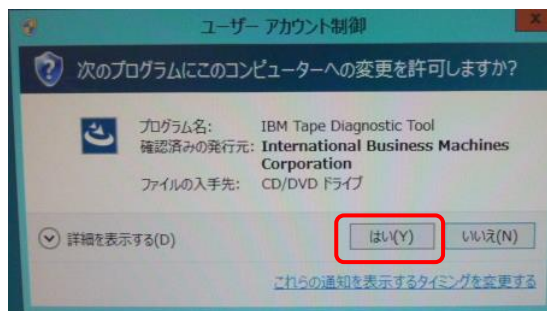 ユーザー アカウント制御
次のプログラムにこのコンピューターへの変更を許可しますか?
プログラム名: IBM Tape Diagnostic Tool
確認済みの発行元: International Business Machines
Corporation
ファイルの入手先: CD/DVD ドライブ
詳細を表示する(D)
はい(Y)
いいえ(N)
これらの通知を表示するタイミングを変更する